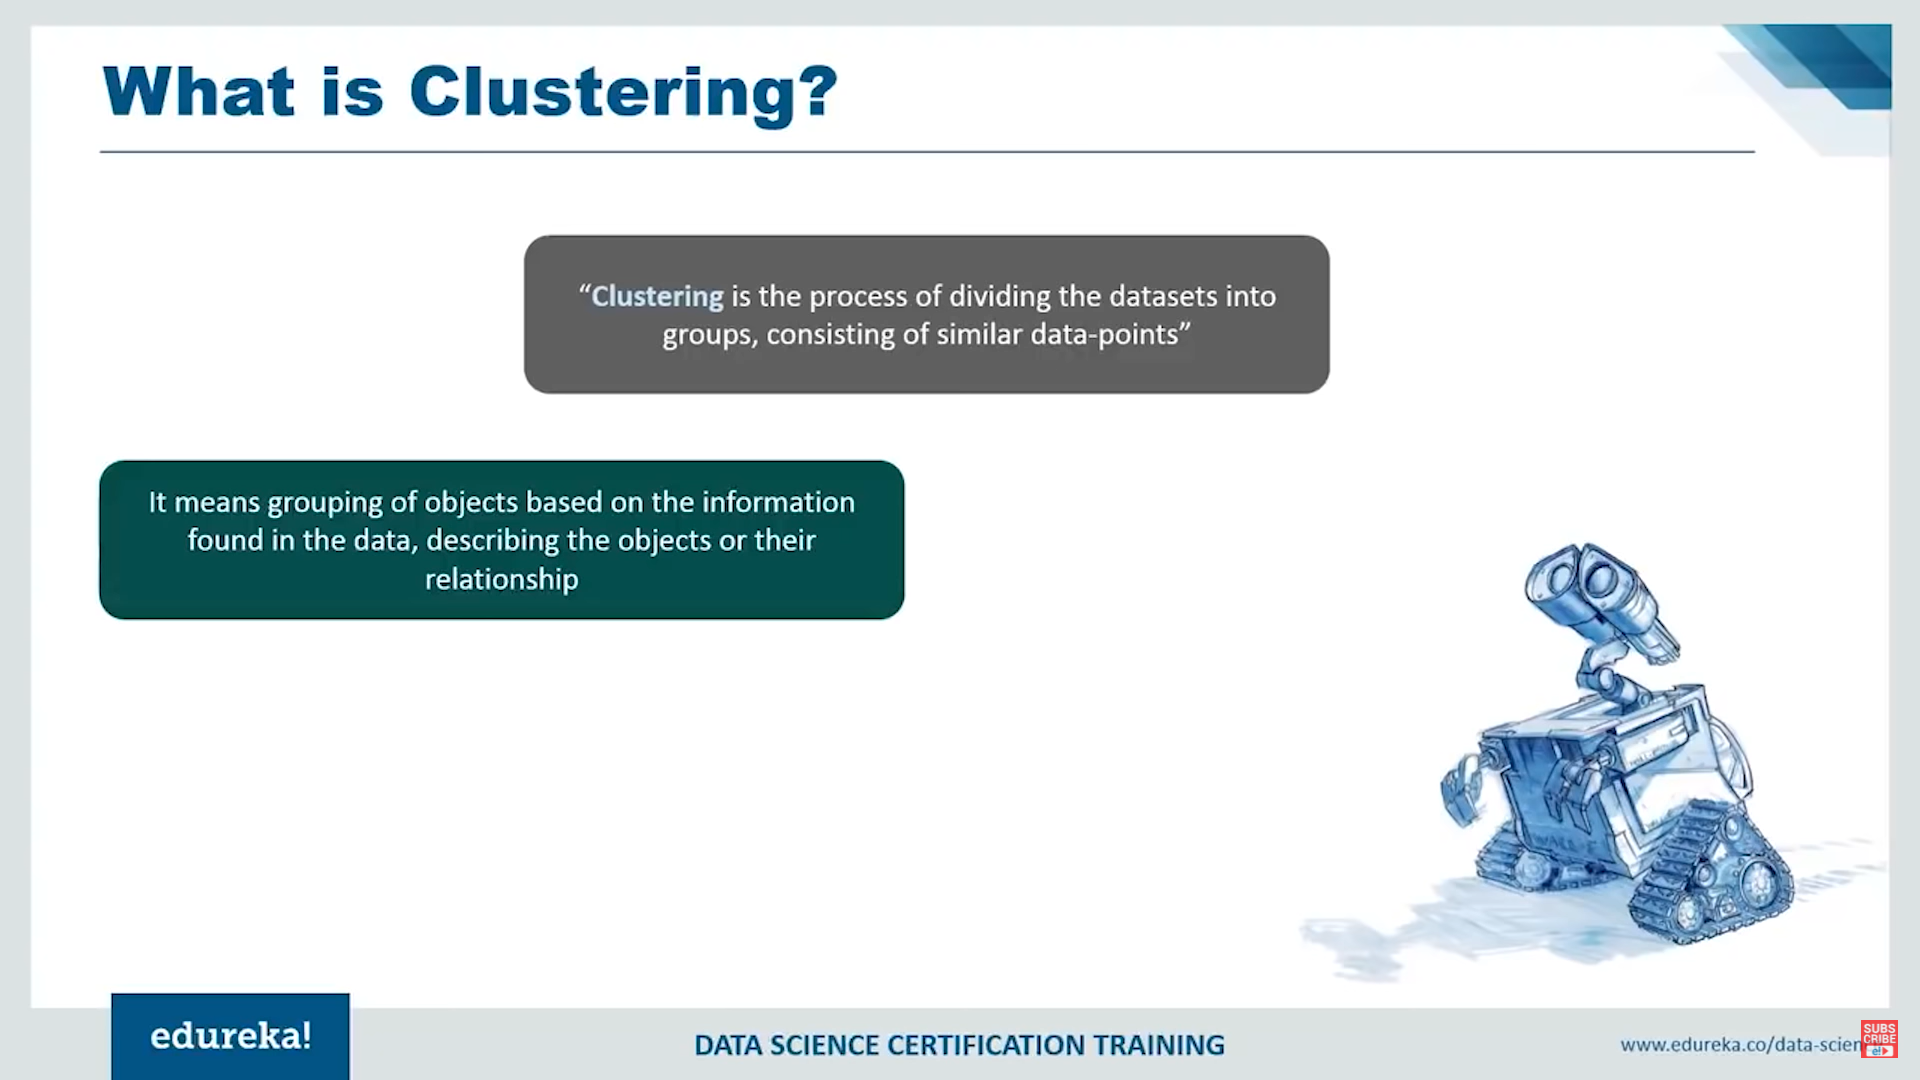 What is Clustering?
“Clustering is the process of dividing the datasets into
groups, consisting of similar data-points”
It means grouping of objects based on the information
found in the data, describing the objects or their
relationship
WALL-E
edureka!
DATA SCIENCE CERTIFICATION TRAINING
www.edureka.co/data-scien
SUBS
CRIBE
e!